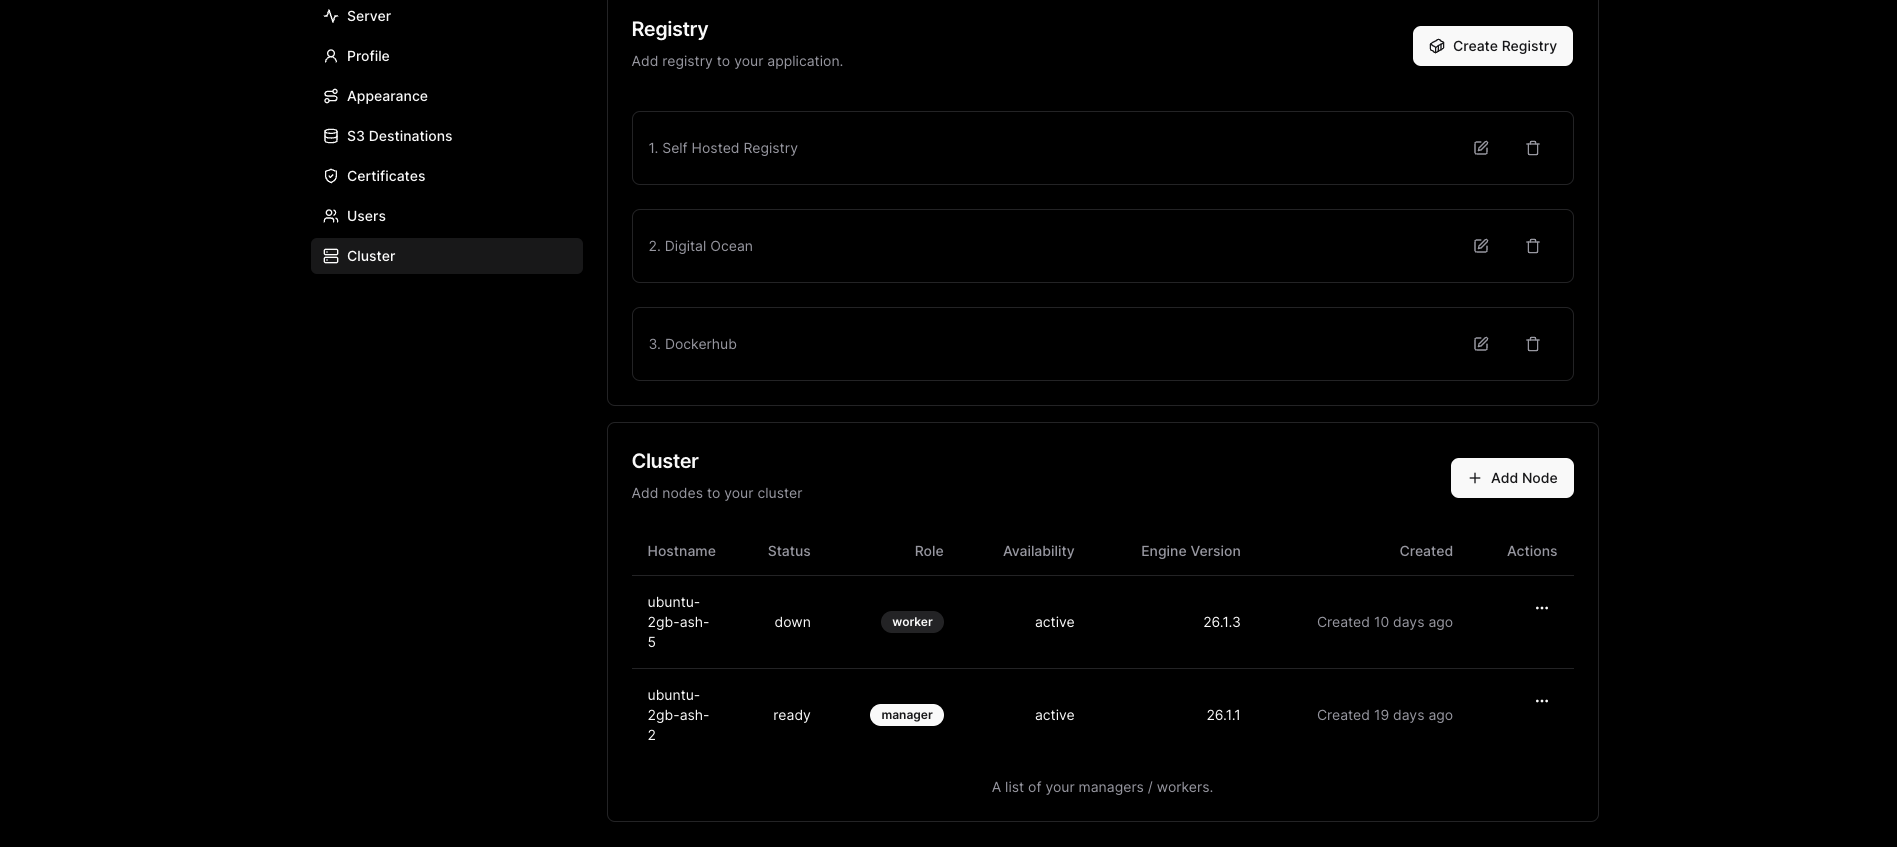 Server
Profile
Appearance
S3 Destinations
Certificates
Users
Cluster
Registry
Add registry to your application.
Create Registry
1. Self Hosted Registry
2. Digital Ocean
3. Dockerhub
Cluster
Add nodes to your cluster
Add Node
Hostname Status Role Availability Engine Version Created Actions
ubuntu-
2gb-ash- down worker active 26.1.3 Created 10 days ago
5
ubuntu-
2gb-ash- ready manager active 26.1.1 Created 19 days ago
2
A list of your managers / workers.